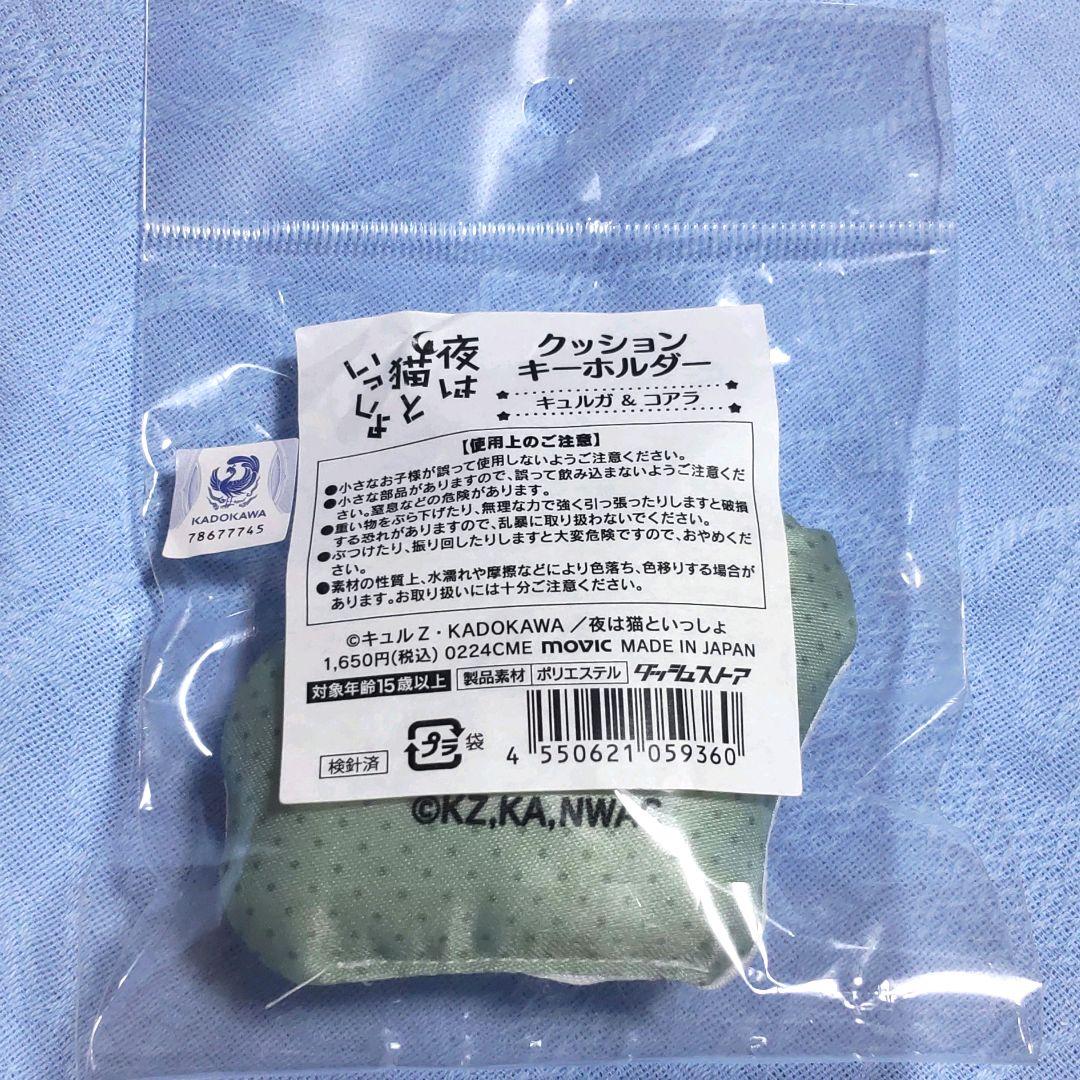 夜は猫といっしょ
クッション
キーホルダー
キュルガ & コアラ
【使用上のご注意】
●小さなお子様が誤って使用しないようご注意ください。
●小さな部品がありますので、誤って飲み込まないようご注意くだ
さい。窒息などの危険があります。
●重い物をぶら下げたり、無理な力で強く引っ張ったりしますと破損
する恐れがありますので、乱暴に取り扱わないでください。
●ぶつけたり、振り回したりしますと大変危険ですので、おやめくだ
さい。
●素材の性質上、水濡れや摩擦などにより色落ち、色移りする場合が
あります。お取り扱いには十分ご注意ください。
KADOKAWA
78677745
©キュルZ・KADOKAWA/夜は猫といっしょ
1,650円(税込) 0224CME movic MADE IN JAPAN
対象年齢15歳以上 製品素材 ポリエステル ダッシュストア
検針済 プラ 袋 4 550621 059360
©KZ,KA,NWA